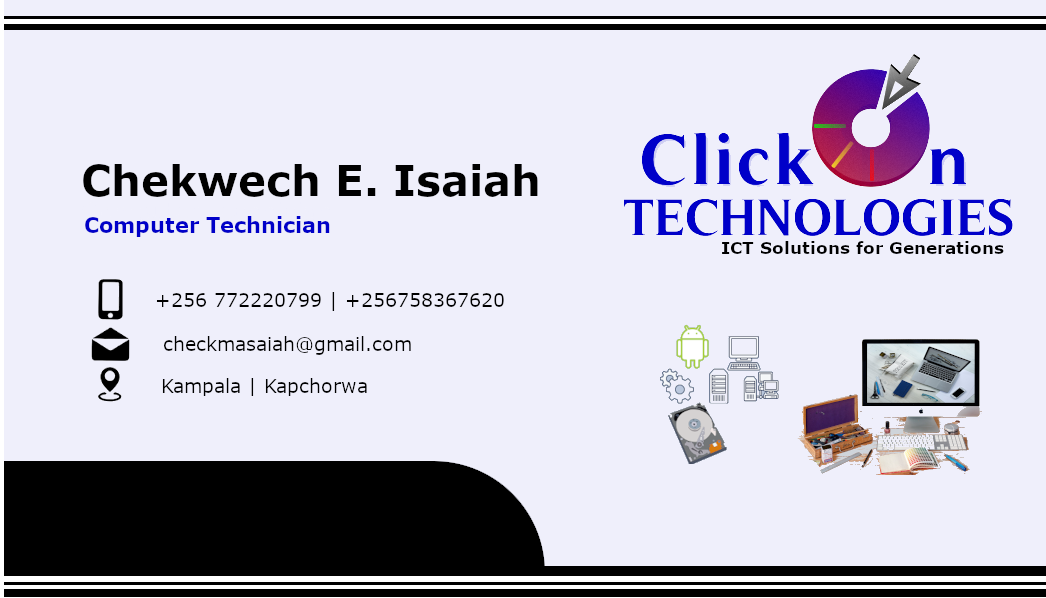 Chekwech E. Isaiah
Computer Technician
+256 772220799 | +256758367620
checkmasaiah@gmail.com
Kampala | Kapchorwa
Click On
TECHNOLOGIES
ICT Solutions for Generations